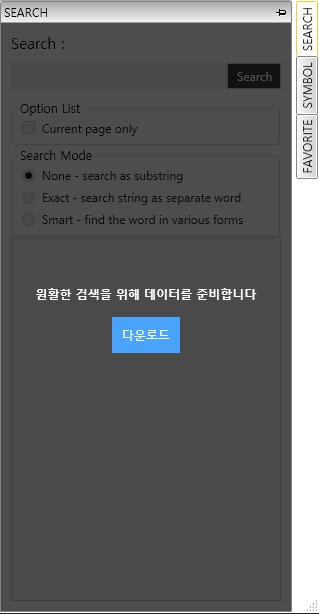 SEARCH
Search :
Search
Option List
Current page only
Search Mode
None - search as substring
Exact - search string as separate word
Smart - find the word in various forms
원활한 검색을 위해 데이터를 준비합니다
다운로드
SEARCH
SYMBOL
FAVORITE